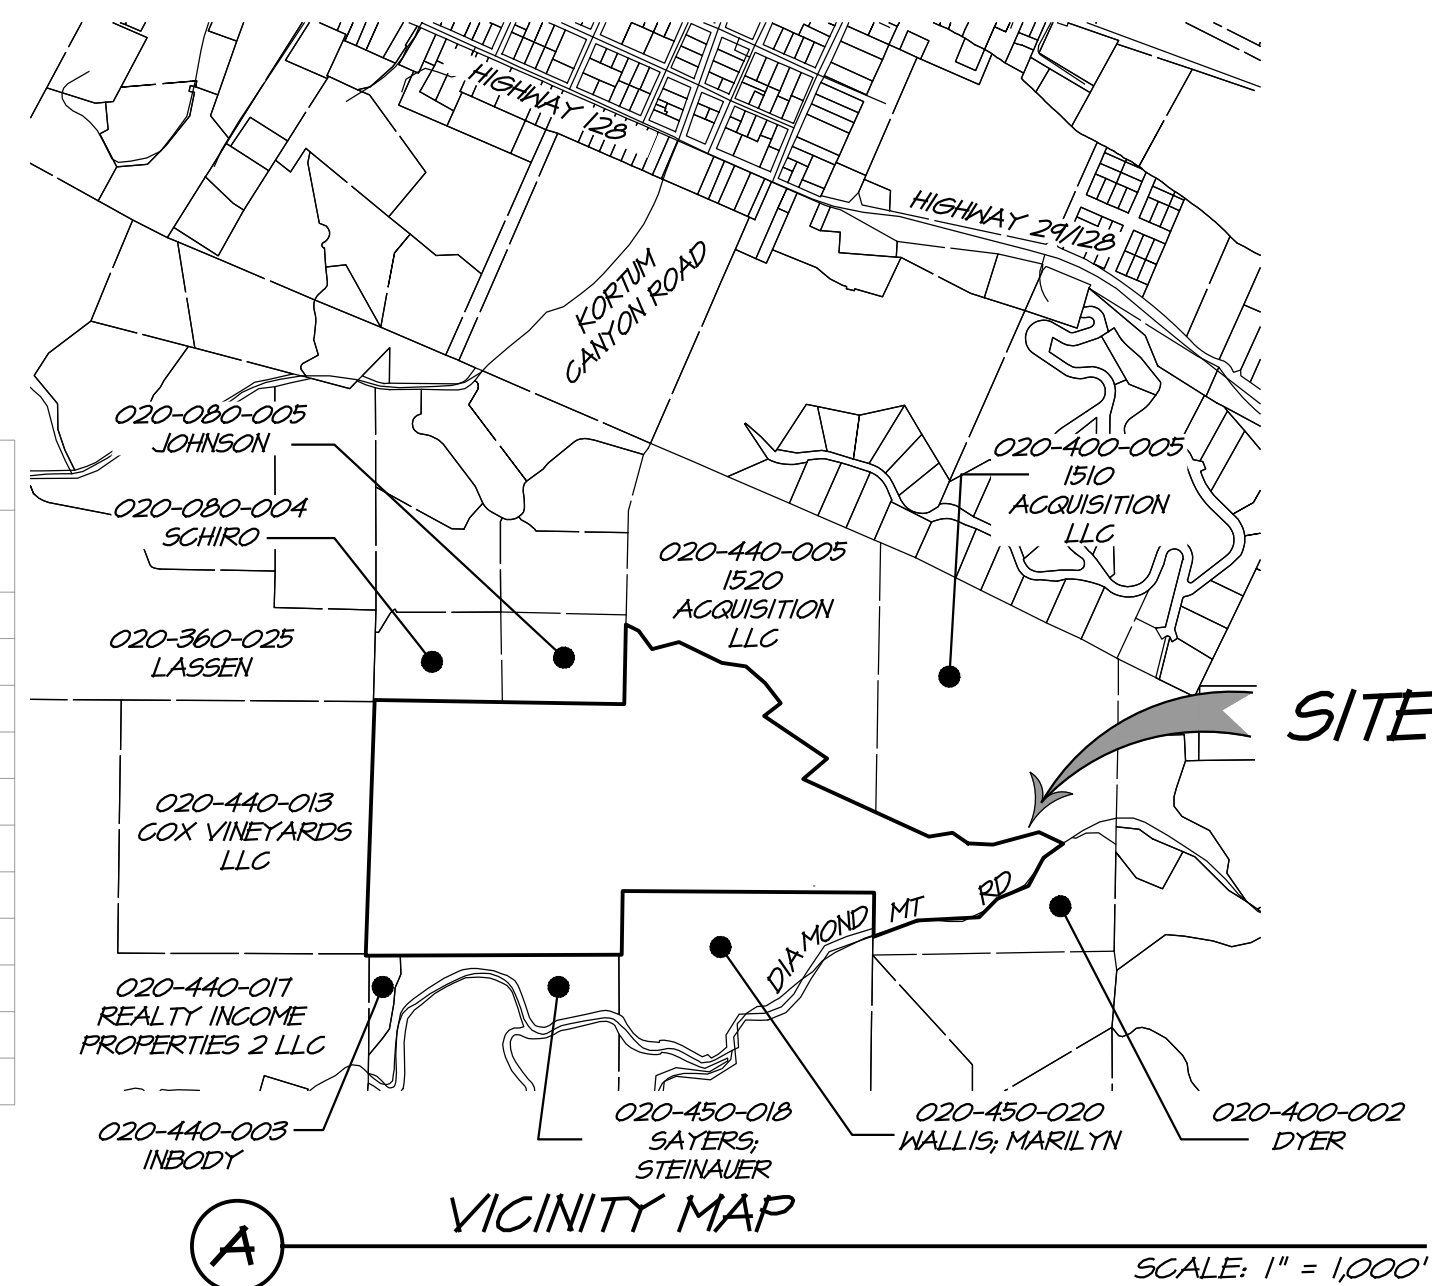 HIGHWAY 128
HIGHWAY 29/128
KORTUM
CANYON ROAD
020-080-005
JOHNSON
020-400-005
1510
ACQUISITION
LLC
020-080-004
SCHIRO
020-440-005
1520
ACQUISITION
LLC
020-360-025
LASSEN
SITE
020-440-013
COX VINEYARDS
LLC
DIAMOND MT RD
020-440-017
REALTY INCOME
PROPERTIES 2 LLC
020-440-003
INBODY
020-450-018
SAYERS;
STEINAUER
020-450-020
WALLIS; MARILYN
020-400-002
DYER
A
VICINITY MAP
SCALE: 1" = 1,000'